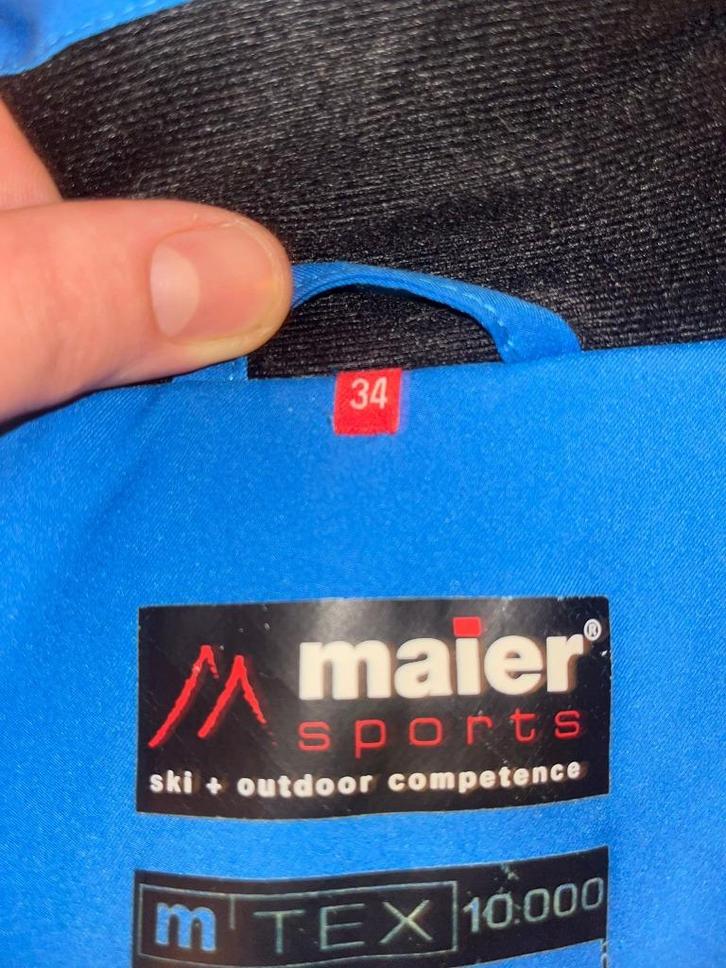 34
maier®
sports
ski + outdoor competence
m TEX 10.000